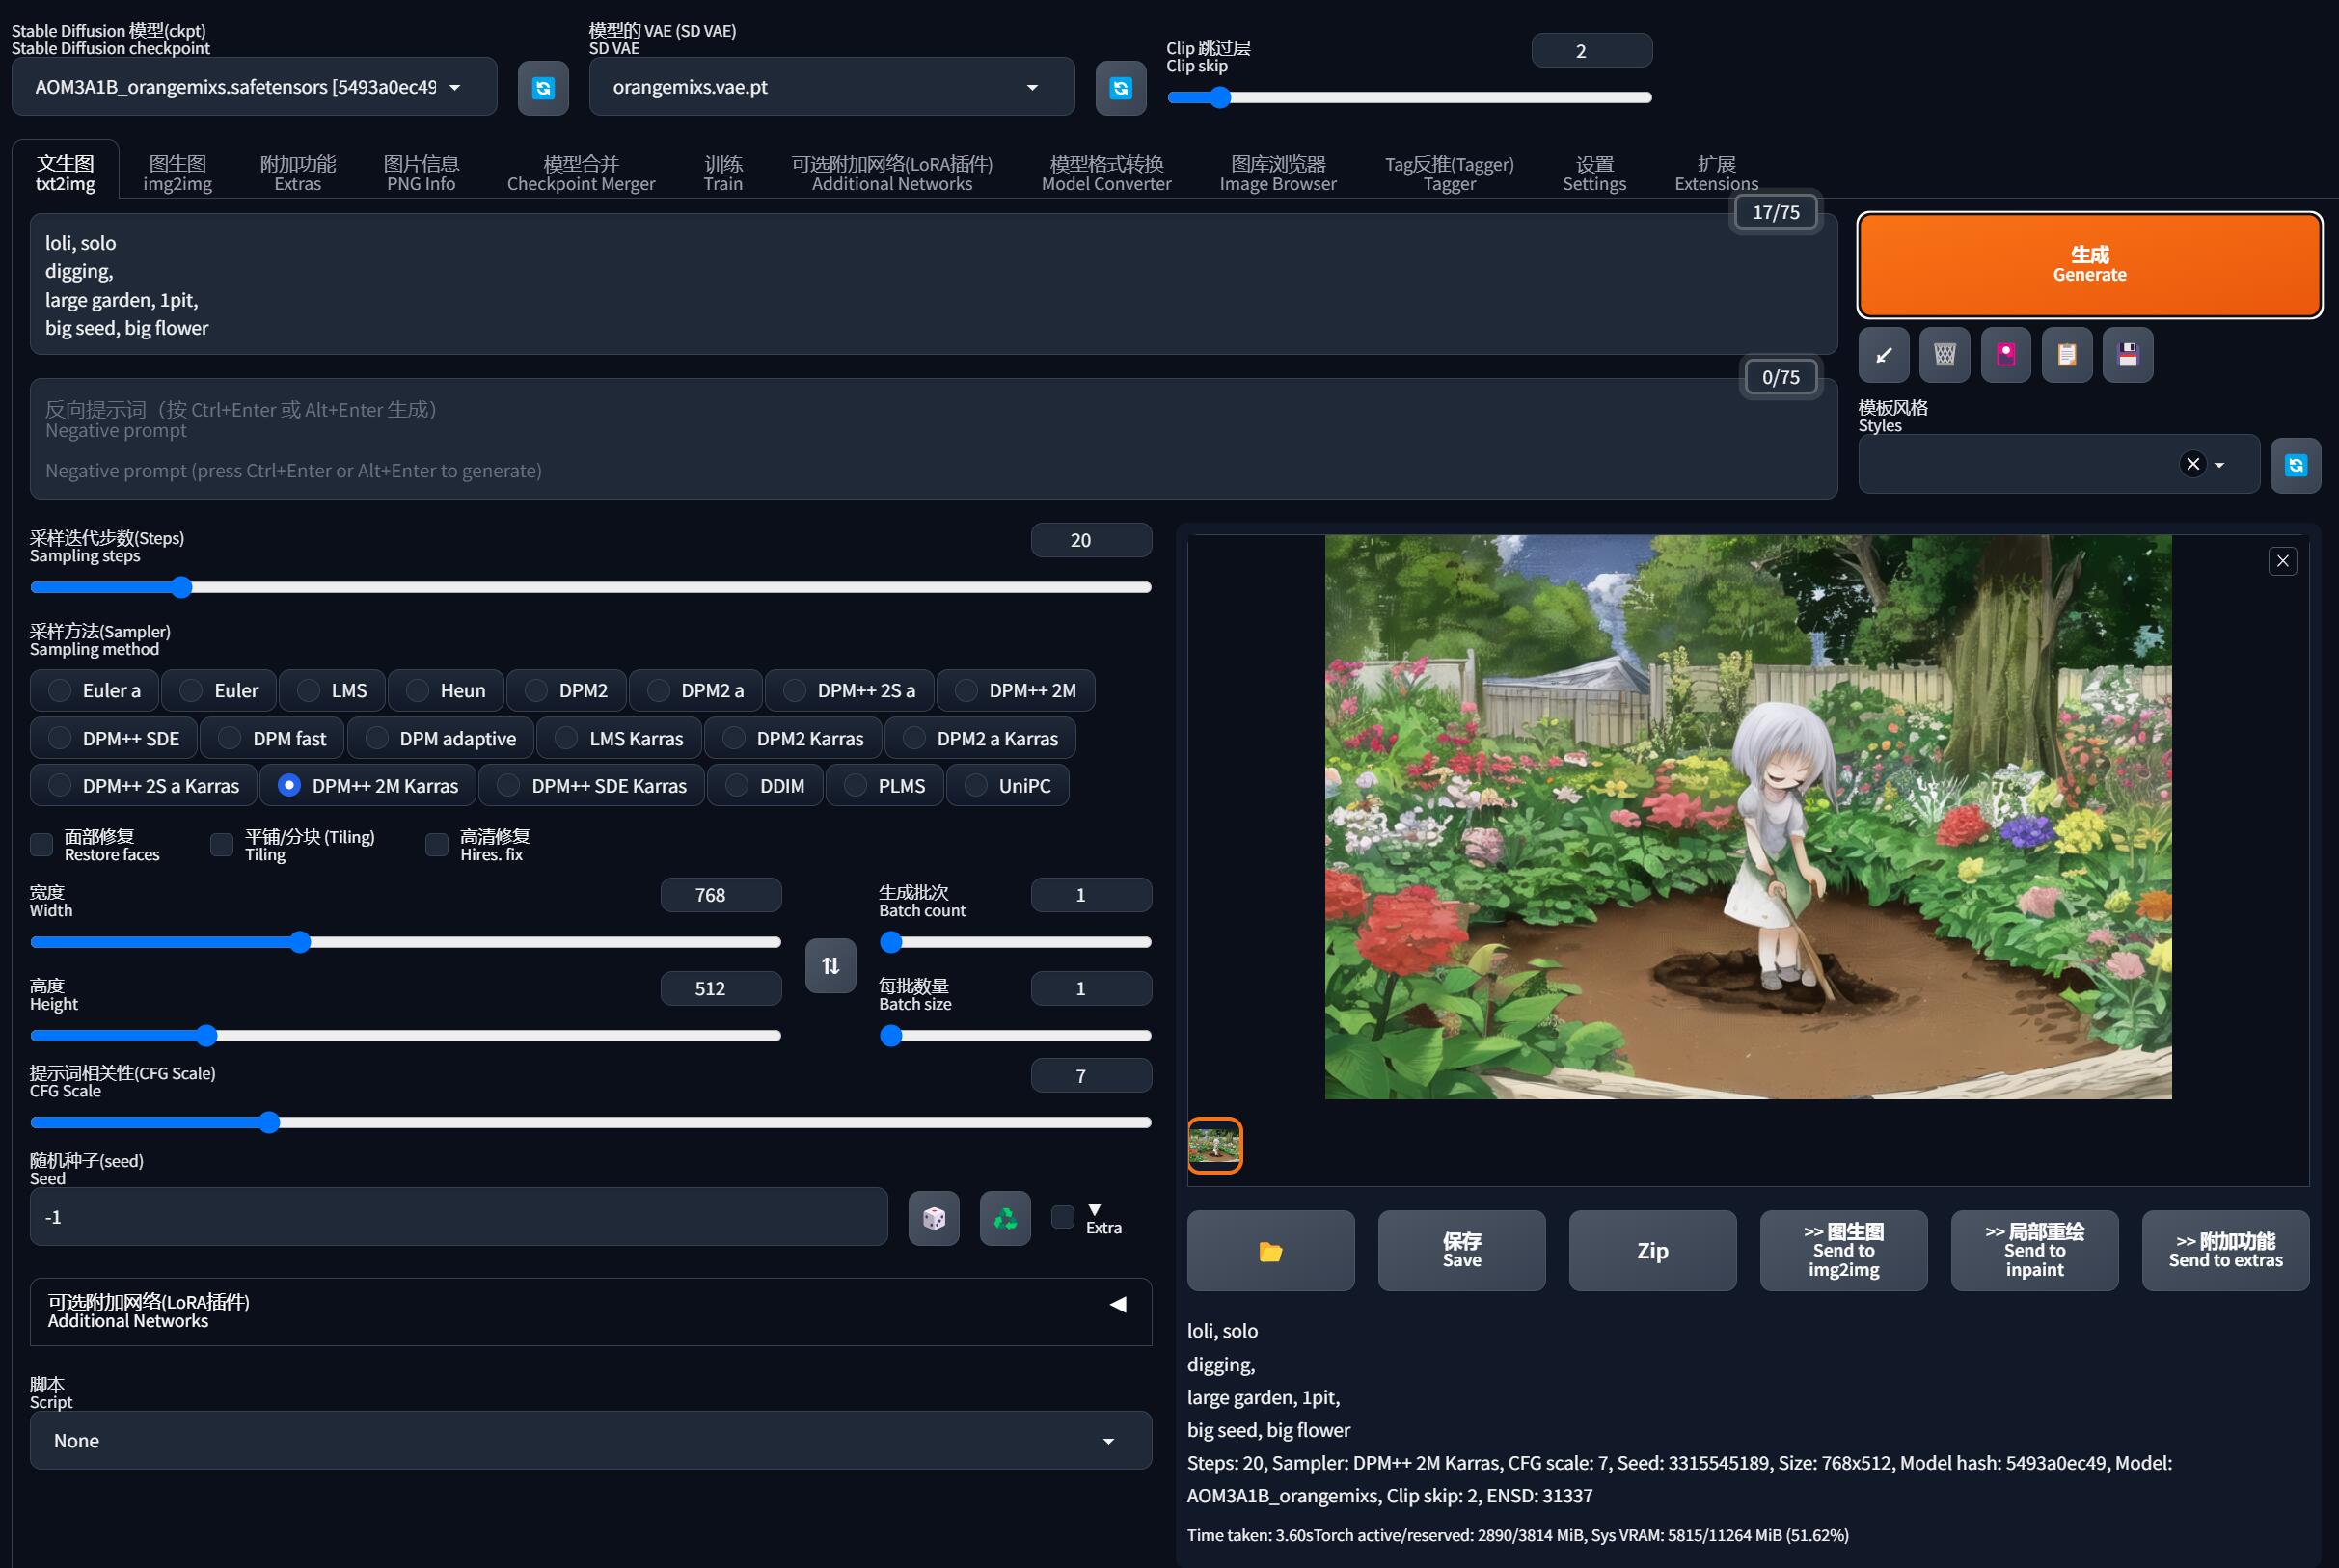 Stable Diffusion 模型(ckpt)
Stable Diffusion checkpoint
AOM3A1B_orangemixs.safetensors [5493a0ec49
模型的 VAE (SD VAE)
SD VAE
orangemixs.vae.pt
Clip 跳过层
Clip skip
2
文生图
txt2img
图生图
img2img
附加功能
Extras
图片信息
PNG Info
模型合并
Checkpoint Merger
训练
Train
可选附加网络(LoRA插件)
Additional Networks
模型格式转换
Model Converter
图库浏览器
Image Browser
Tag反推(Tagger)
Tagger
设置
Settings
扩展
Extensions
17/75
loli, solo
digging,
large garden, 1pit,
big seed, big flower
生成
Generate
0/75
反向提示词（按 Ctrl+Enter 或 Alt+Enter 生成）
Negative prompt
Negative prompt (press Ctrl+Enter or Alt+Enter to generate)
模板风格
Styles
采样迭代步数(Steps)
Sampling steps
20
采样方法(Sampler)
Sampling method
Euler a
Euler
LMS
Heun
DPM2
DPM2 a
DPM++ 2S a
DPM++ 2M
DPM++ SDE
DPM fast
DPM adaptive
LMS Karras
DPM2 Karras
DPM2 a Karras
DPM++ 2S a Karras
DPM++ 2M Karras
DPM++ SDE Karras
DDIM
PLMS
UniPC
面部修复
Restore faces
平铺/分块 (Tiling)
Tiling
高清修复
Hires. fix
宽度
Width
768
生成批次
Batch count
1
高度
Height
512
每批数量
Batch size
1
提示词相关性(CFG Scale)
CFG Scale
7
随机种子(seed)
Seed
-1
Extra
可选附加网络(LoRA插件)
Additional Networks
脚本
Script
None
保存
Save
Zip
>> 图生图
Send to
img2img
>> 局部重绘
Send to
inpaint
>> 附加功能
Send to extras
loli, solo
digging,
large garden, 1pit,
big seed, big flower
Steps: 20, Sampler: DPM++ 2M Karras, CFG scale: 7, Seed: 3315545189, Size: 768x512, Model hash: 5493a0ec49, Model:
AOM3A1B_orangemixs, Clip skip: 2, ENSD: 31337
Time taken: 3.60sTorch active/reserved: 2890/3814 MiB, Sys VRAM: 5815/11264 MiB (51.62%)